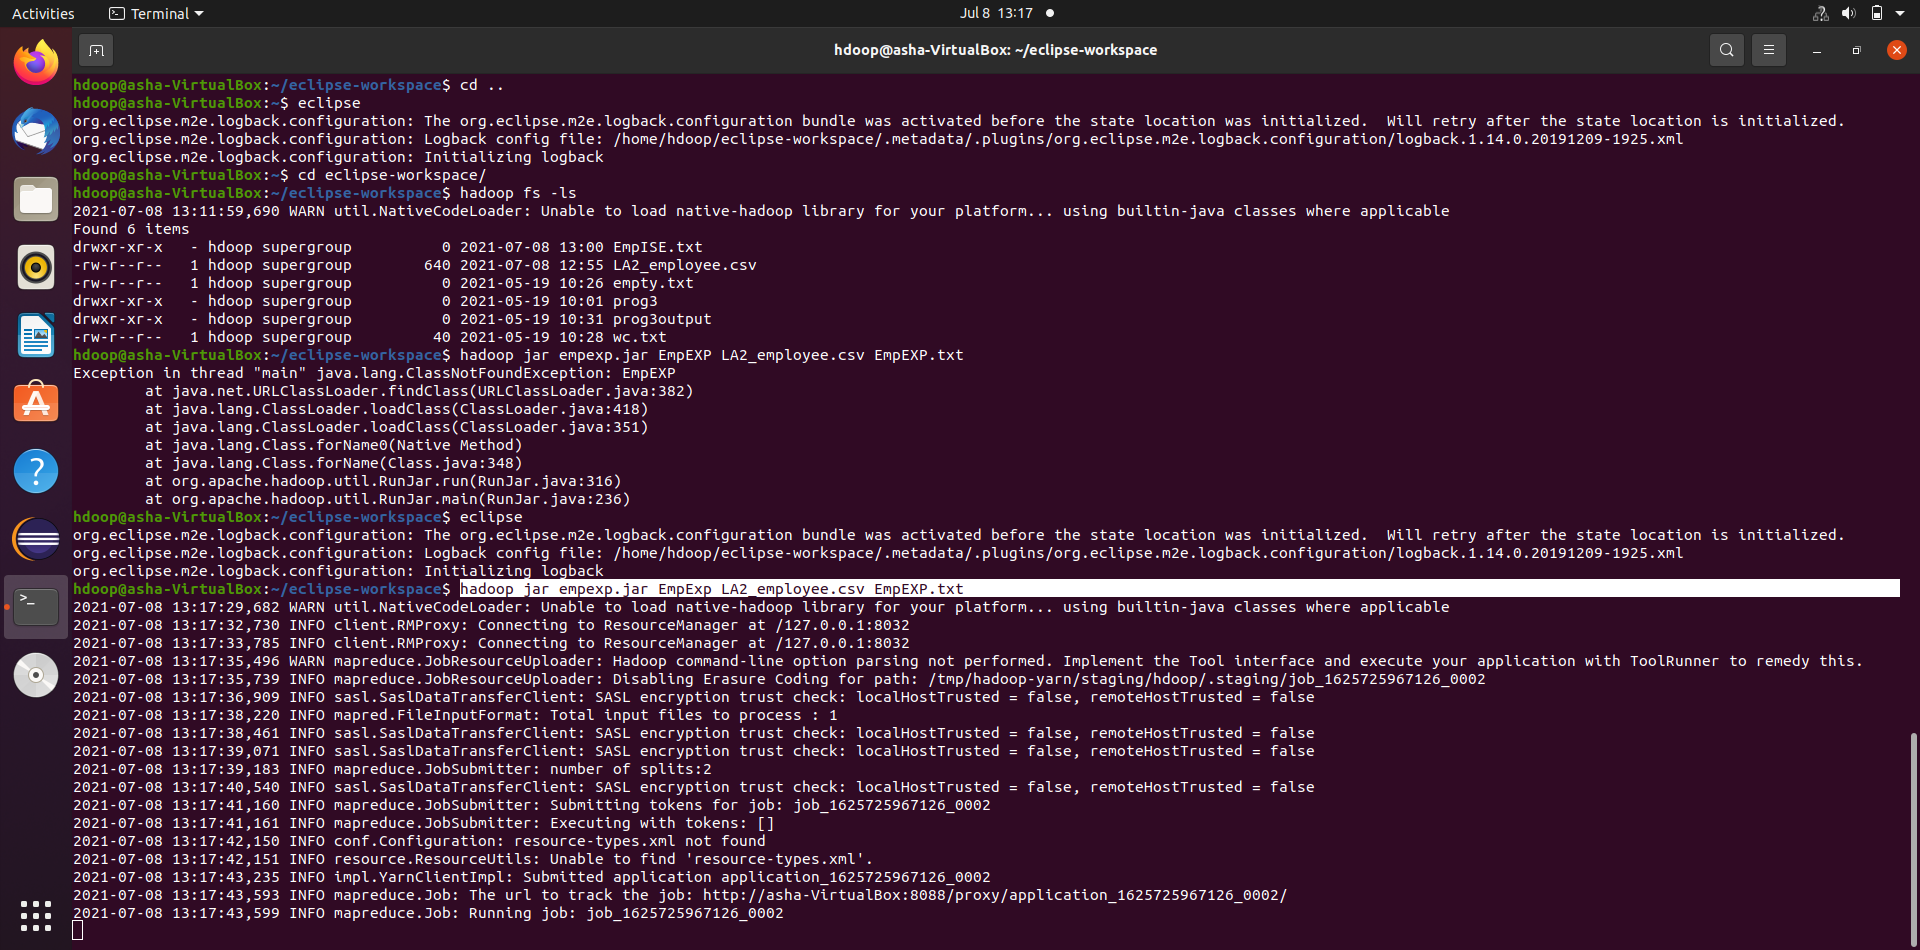 Activities
Terminal
Jul 8 13:17
hdoop@asha-VirtualBox: ~/eclipse-workspace
hdoop@asha-VirtualBox:~/eclipse-workspace$ cd ..
hdoop@asha-VirtualBox:~$ eclipse
org.eclipse.m2e.logback.configuration: The org.eclipse.m2e.logback.configuration bundle was activated before the state location was initialized.  Will retry after the state location is initialized.
org.eclipse.m2e.logback.configuration: Logback config file: /home/hdoop/eclipse-workspace/.metadata/.plugins/org.eclipse.m2e.logback.configuration/logback.1.14.0.20191209-1925.xml
org.eclipse.m2e.logback.configuration: Initializing logback
hdoop@asha-VirtualBox:~$ cd eclipse-workspace/
hdoop@asha-VirtualBox:~/eclipse-workspace$ hadoop fs -ls
2021-07-08 13:11:59,690 WARN util.NativeCodeLoader: Unable to load native-hadoop library for your platform... using builtin-java classes where applicable
Found 6 items
drwxr-xr-x   - hdoop supergroup          0 2021-07-08 13:00 EmpISE.txt
-rw-r--r--   1 hdoop supergroup        640 2021-07-08 12:55 LA2_employee.csv
-rw-r--r--   1 hdoop supergroup          0 2021-05-19 10:26 empty.txt
drwxr-xr-x   - hdoop supergroup          0 2021-05-19 10:01 prog3
drwxr-xr-x   - hdoop supergroup          0 2021-05-19 10:31 prog3output
-rw-r--r--   1 hdoop supergroup         40 2021-05-19 10:28 wc.txt
hdoop@asha-VirtualBox:~/eclipse-workspace$ hadoop jar empexp.jar EmpEXP LA2_employee.csv EmpEXP.txt
Exception in thread "main" java.lang.ClassNotFoundException: EmpEXP
at java.net.URLClassLoader.findClass(URLClassLoader.java:382)
at java.lang.ClassLoader.loadClass(ClassLoader.java:418)
at java.lang.ClassLoader.loadClass(ClassLoader.java:351)
at java.lang.Class.forName0(Native Method)
at java.lang.Class.forName(Class.java:348)
at org.apache.hadoop.util.RunJar.run(RunJar.java:316)
at org.apache.hadoop.util.RunJar.main(RunJar.java:236)
hdoop@asha-VirtualBox:~/eclipse-workspace$ eclipse
org.eclipse.m2e.logback.configuration: The org.eclipse.m2e.logback.configuration bundle was activated before the state location was initialized.  Will retry after the state location is initialized.
org.eclipse.m2e.logback.configuration: Logback config file: /home/hdoop/eclipse-workspace/.metadata/.plugins/org.eclipse.m2e.logback.configuration/logback.1.14.0.20191209-1925.xml
org.eclipse.m2e.logback.configuration: Initializing logback
hdoop@asha-VirtualBox:~/eclipse-workspace$ hadoop jar empexp.jar EmpExp LA2_employee.csv EmpEXP.txt
2021-07-08 13:17:29,682 WARN util.NativeCodeLoader: Unable to load native-hadoop library for your platform... using builtin-java classes where applicable
2021-07-08 13:17:32,730 INFO client.RMProxy: Connecting to ResourceManager at /127.0.0.1:8032
2021-07-08 13:17:33,785 INFO client.RMProxy: Connecting to ResourceManager at /127.0.0.1:8032
2021-07-08 13:17:35,496 WARN mapreduce.JobResourceUploader: Hadoop command-line option parsing not performed. Implement the Tool interface and execute your application with ToolRunner to remedy this.
2021-07-08 13:17:35,739 INFO mapreduce.JobResourceUploader: Disabling Erasure Coding for path: /tmp/hadoop-yarn/staging/hdoop/.staging/job_1625725967126_0002
2021-07-08 13:17:36,909 INFO sasl.SaslDataTransferClient: SASL encryption trust check: localHostTrusted = false, remoteHostTrusted = false
2021-07-08 13:17:38,220 INFO mapred.FileInputFormat: Total input files to process : 1
2021-07-08 13:17:38,461 INFO sasl.SaslDataTransferClient: SASL encryption trust check: localHostTrusted = false, remoteHostTrusted = false
2021-07-08 13:17:39,071 INFO sasl.SaslDataTransferClient: SASL encryption trust check: localHostTrusted = false, remoteHostTrusted = false
2021-07-08 13:17:39,183 INFO mapreduce.JobSubmitter: number of splits:2
2021-07-08 13:17:40,540 INFO sasl.SaslDataTransferClient: SASL encryption trust check: localHostTrusted = false, remoteHostTrusted = false
2021-07-08 13:17:41,160 INFO mapreduce.JobSubmitter: Submitting tokens for job: job_1625725967126_0002
2021-07-08 13:17:41,161 INFO mapreduce.JobSubmitter: Executing with tokens: []
2021-07-08 13:17:42,150 INFO conf.Configuration: resource-types.xml not found
2021-07-08 13:17:42,151 INFO resource.ResourceUtils: Unable to find 'resource-types.xml'.
2021-07-08 13:17:43,235 INFO impl.YarnClientImpl: Submitted application application_1625725967126_0002
2021-07-08 13:17:43,593 INFO mapreduce.Job: The url to track the job: http://asha-VirtualBox:8088/proxy/application_1625725967126_0002/
2021-07-08 13:17:43,599 INFO mapreduce.Job: Running job: job_1625725967126_0002